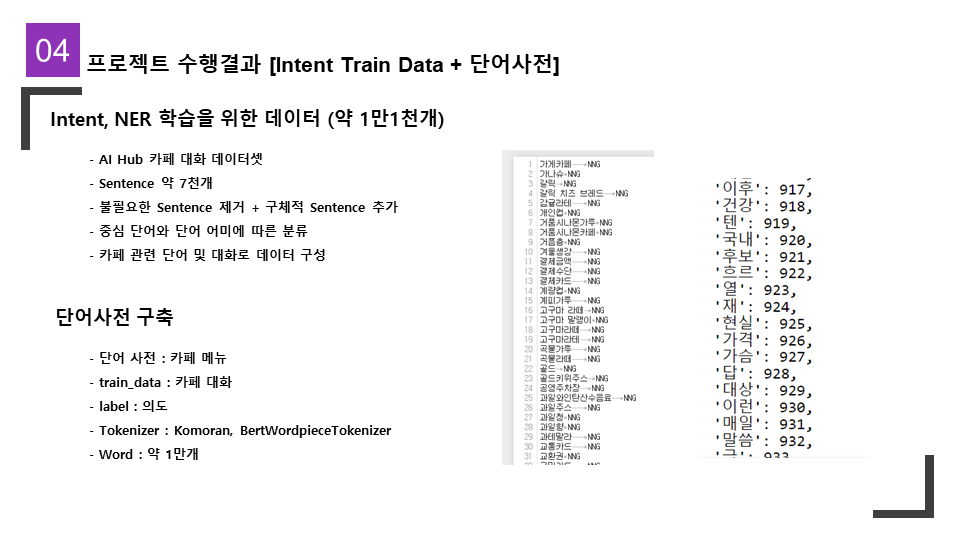 04
프로젝트 수행결과 [Intent Train Data + 단어사전]
Intent, NER 학습을 위한 데이터 (약 1만1천개)
- AI Hub 카페 대화 데이터셋
- Sentence 약 7천개
- 불필요한 Sentence 제거 + 구체적 Sentence 추가
- 중심 단어와 단어 어미에 따른 분류
- 카페 관련 단어 및 대화로 데이터 구성
단어사전 구축
- 단어 사전 : 카페 메뉴
- train_data : 카페 대화
- label : 의도
- Tokenizer : Komoran, BertWordpieceTokenizer
- Word : 약 1만개
1 가게카페→NNG
2 가나슈→NNG
3 갈릭→NNG
4 갈릭 치즈 브레드→NNG
5 감귤라테→NNG
6 개인컵→NNG
7 거품시나몬가루→NNG
8 거품시나몬카페→NNG
9 거픔층→NNG
10 겨울생강→NNG
11 결제금액→NNG
12 결제수단→NNG
13 결제카드→NNG
14 계량컵→NNG
15 계피가루→NNG
16 고구마 라떼→NNG
17 고구마 말랭이→NNG
18 고구마라떼→NNG
19 고구마라테→NNG
20 곡물가루→NNG
21 곡물라떼→NNG
22 골드→NNG
23 골드키위주스→NNG
24 공영주차장→NNG
25 과일와인탄산수음료→NNG
26 과일주스→NNG
27 과일청→NNG
28 과일향→NNG
29 과테말라→NNG
30 교통카드→NNG
31 교환권→NNG
'이후': 917,
'건강': 918,
'텐': 919,
'국내': 920,
'후보': 921,
'흐르': 922,
'열': 923,
'재': 924,
'현실': 925,
'가격': 926,
'가슴': 927,
'답': 928,
'대상': 929,
'이런': 930,
'매일': 931,
'말씀': 932,